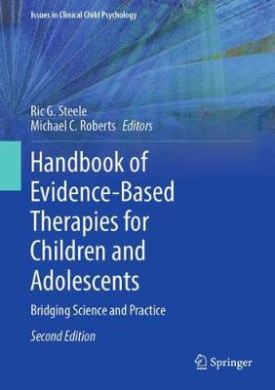 Issues in Clinical Child Psychology
Ric G. Steele
Michael C. Roberts Editors
Handbook of
Evidence-Based
Therapies for
Children and
Adolescents
Bridging Science and Practice
Second Edition
Springer